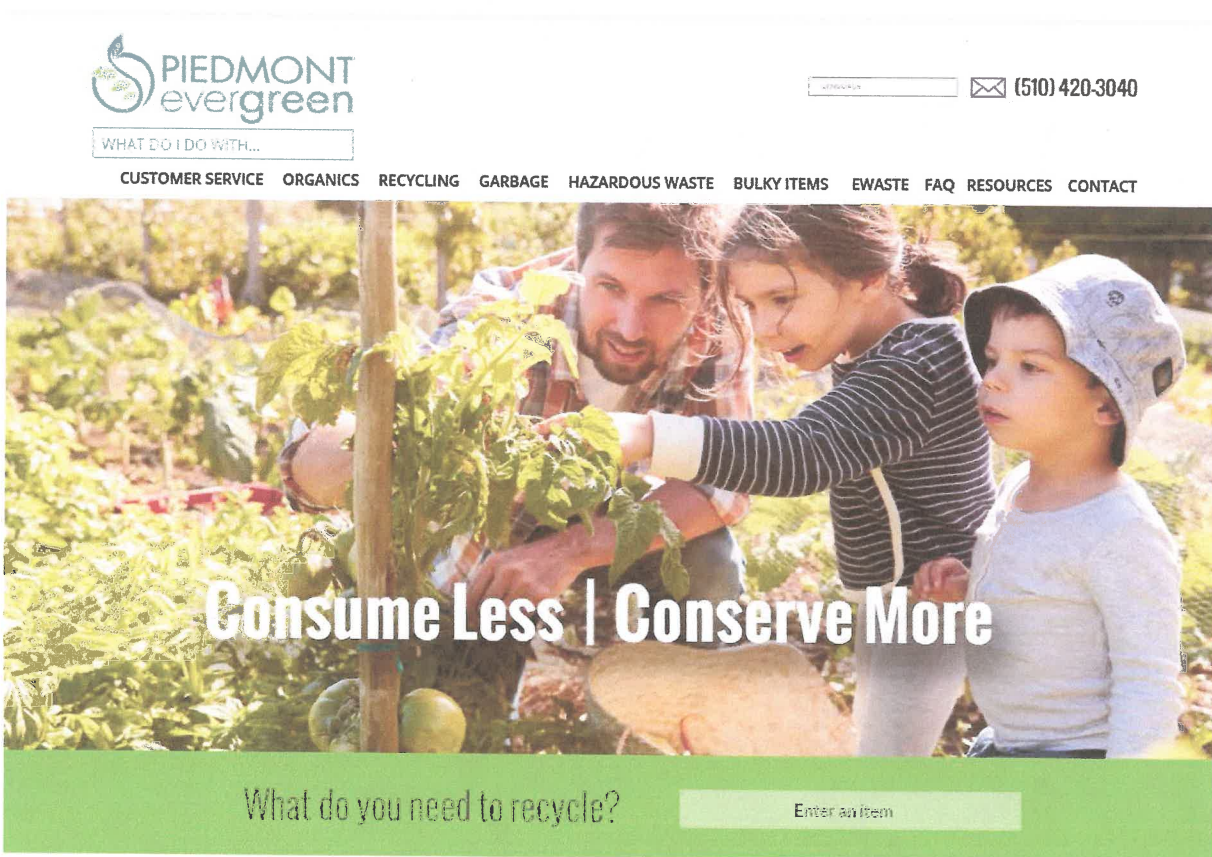 PIEDMONT
evergreen
(510) 420-3040
WHAT DO I DO WITH...
CUSTOMER SERVICE ORGANICS RECYCLING GARBAGE HAZARDOUS WASTE BULKY ITEMS EWASTE FAQ RESOURCES CONTACT
Consume Less | Conserve More
What do you need to recycle?
Enter an item